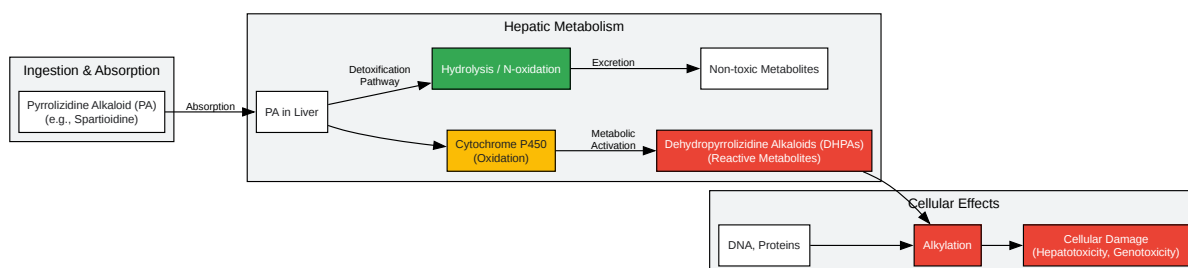 Hepatic Metabolism
Ingestion & Absorption
Pyrrolizidine Alkaloid (PA)
(e.g., Spartioidine)
Absorption
PA in Liver
Detoxification
Pathway
Hydrolysis / N-oxidation
Excretion
Non-toxic Metabolites
Cytochrome P450
(Oxidation)
Metabolic
Activation
Dehydropyrrolizidine Alkaloids (DHPAs)
(Reactive Metabolites)
Cellular Effects
DNA, Proteins
Alkylation
Cellular Damage
(Hepatotoxicity, Genotoxicity)